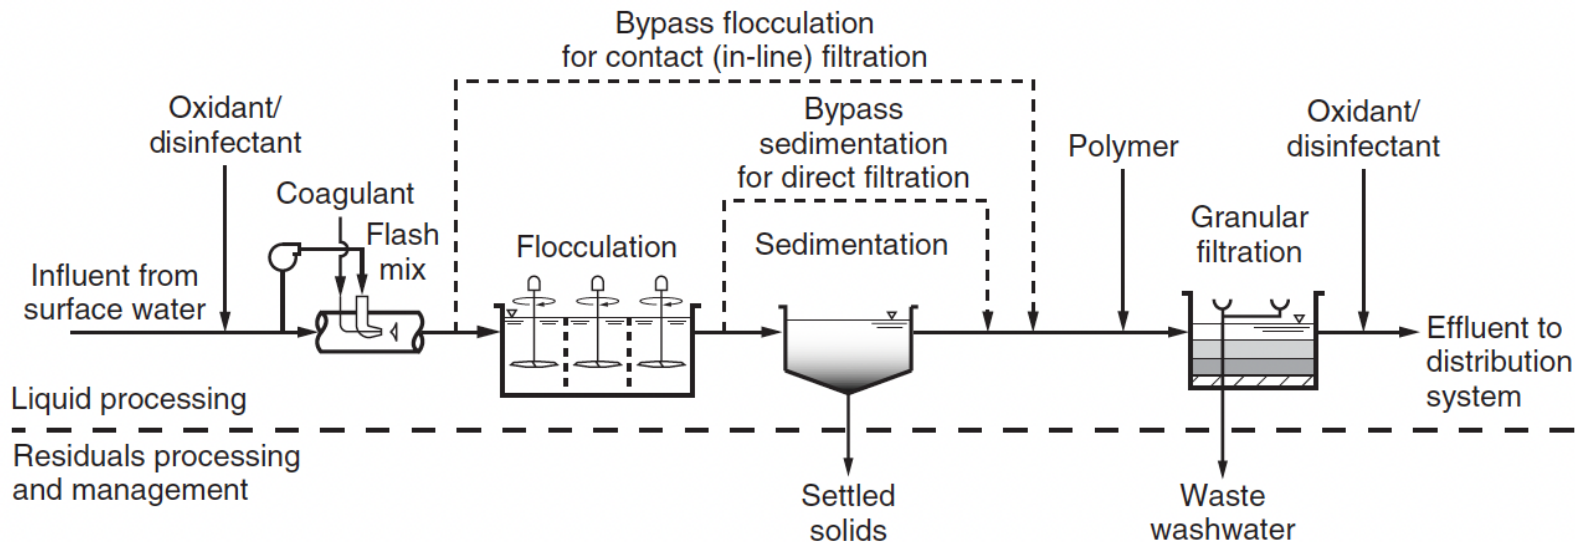 Bypass flocculation
for contact (in-line) filtration
Oxidant/
disinfectant
Bypass
sedimentation
for direct filtration
Oxidant/
disinfectant
Polymer
Coagulant
Flash
mix
Flocculation
Sedimentation
Granular
filtration
Influent from
surface water
Effluent to
distribution
system
Liquid processing
Residuals processing
and management
Settled
solids
Waste
washwater